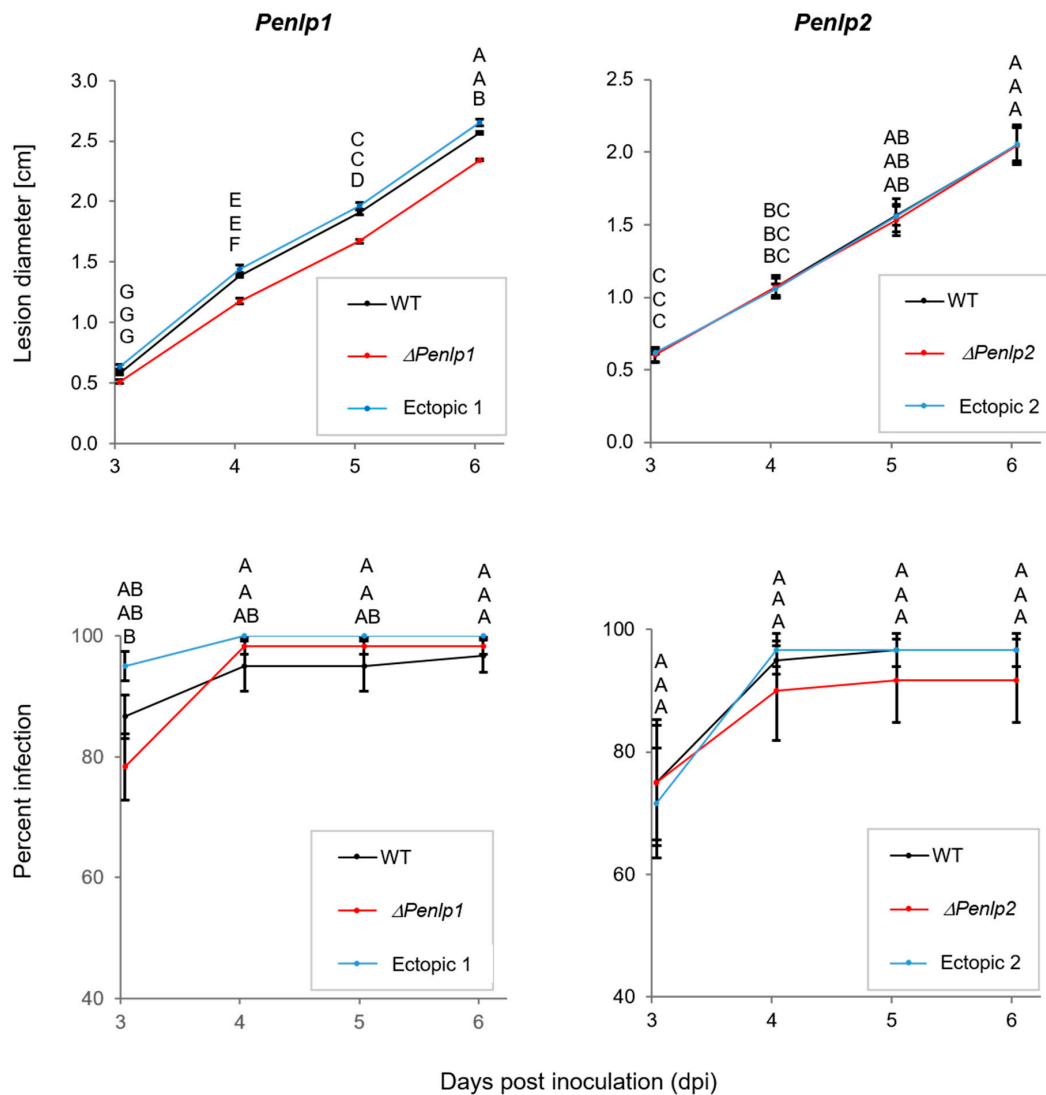 Penlp1
Penlp2
Lesion diameter [cm]
3.0
2.5
2.0
1.5
1.0
0.5
0.0
G
G
G
E
E
F
C
C
D
A
A
B
WT
ΔPenlp1
Ectopic 1
3
4
5
6
2.5
2.0
1.5
1.0
0.5
0.0
C
C
C
BC
BC
BC
AB
AB
AB
A
A
A
WT
ΔPenlp2
Ectopic 2
3
4
5
6
Percent infection
100
80
60
40
AB
AB
B
A
A
AB
A
A
AB
A
A
A
WT
ΔPenlp1
Ectopic 1
3
4
5
6
100
80
60
40
A
A
A
A
A
A
A
A
A
A
A
A
WT
ΔPenlp2
Ectopic 2
3
4
5
6
Days post inoculation (dpi)